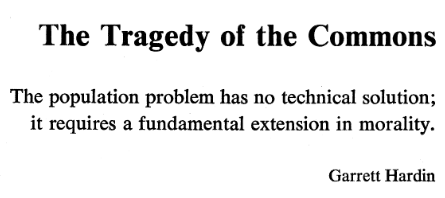 The Tragedy of the Commons
The population problem has no technical solution;
it requires a fundamental extension in morality.
Garrett Hardin